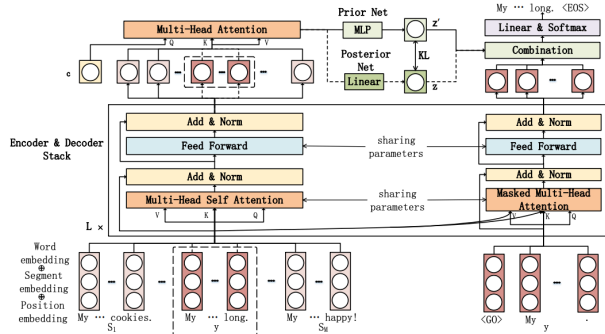 My ⋯ long. <EOS>
Prior Net
Multi-Head Attention
MLP
z'
Linear & Softmax
Q
K
V
Posterior
Net
KL
Combination
c
Linear
z
Add & Norm
Add & Norm
Encoder & Decoder
Stack
Feed Forward
sharing
parameters
Feed Forward
Add & Norm
Add & Norm
Multi-Head Self Attention
sharing
parameters
Masked Multi-Head
Attention
V
K
Q
V
K
Q
L ×
Word
embedding
⊕
Segment
embedding
⊕
Position
embedding
My ⋯ cookies.
S₁
My ⋯ long.
y
My ⋯ happy!
S_M
<GO>
My
y
.